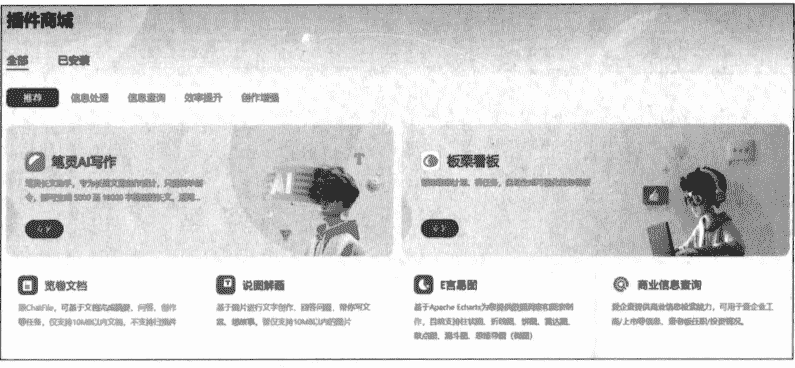 插件商城
全部 已安装
推荐 信息处理 信息查询 效率提升 创作增强
笔灵AI写作
AI
板栗看板
览卷文档
说图解画
E言易图
商业信息查询
原ChatFile，可基于文档完成摘要、问答、创作
等任务，仅支持10MB以内文档，不支持扫描件
基于图片进行文字创作、回答问题，帮你写文
案、想故事。暂仅支持10MB以内的图片
基于Apache Echarts为您提供数据洞察和图表制
作，目前支持柱状图、折线图、饼图、雷达图、
散点图、漏斗图、思维导图（树图）
爱企查提供商业信息检索能力，可用于查企业工
商/上市等信息、查老板任职/投资情况。